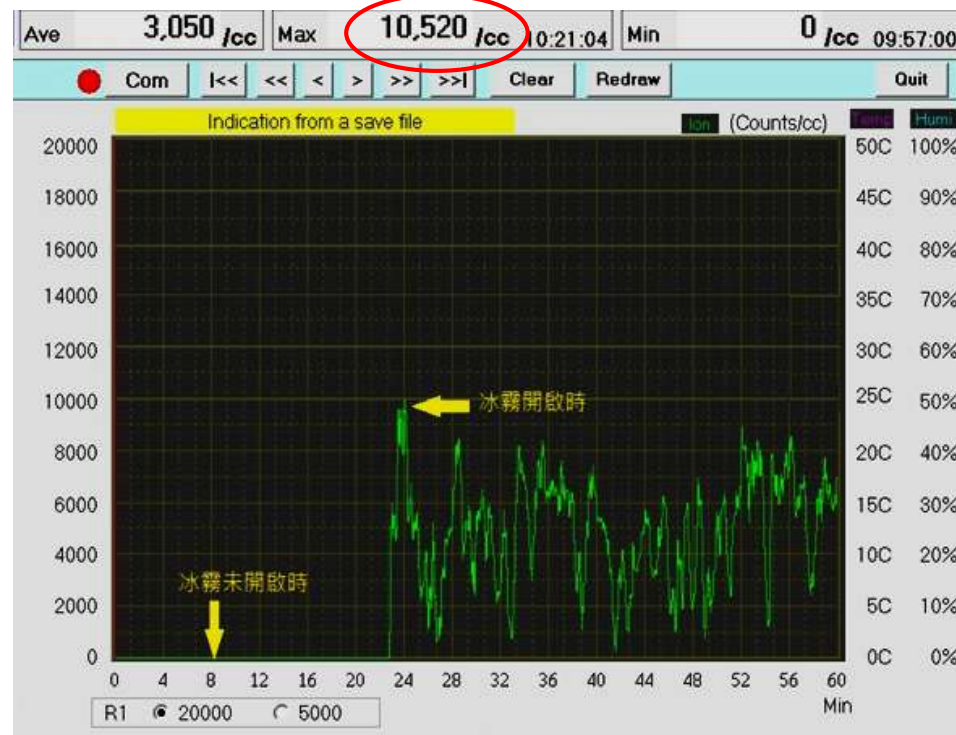 Ave 3,050 /cc Max 10,520 /cc 10:21:04 Min 0 /cc 09:57:00
Com |<< << < > >> >>| Clear Redraw Quit
Indication from a save file Ion (Counts/cc) Temp Humi
20000 50C 100%
18000 45C 90%
16000 40C 80%
14000 35C 70%
12000 30C 60%
10000 冰霧開啟時 25C 50%
8000 20C 40%
6000 15C 30%
4000 10C 20%
冰霧未開啟時
2000 5C 10%
0 0C 0%
0 4 8 12 16 20 24 28 32 36 40 44 48 52 56 60
Min
R1 20000 5000